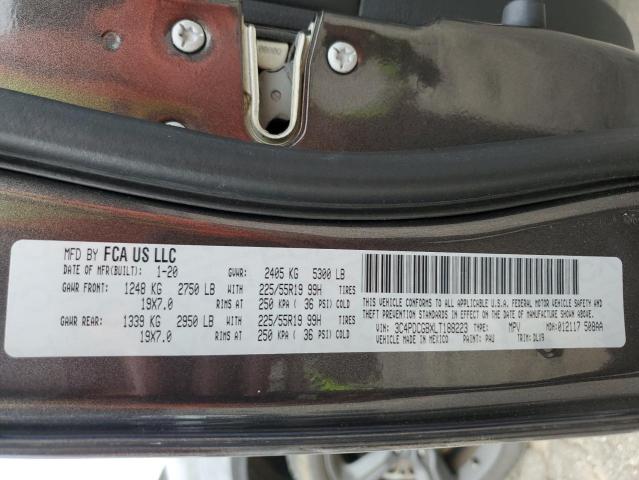 MFD BY FCA US LLC
DATE OF MFR(BUILT): 1-20 GVWR: 2405 KG 5300 LB
GAWR FRONT: 1248 KG 2750 LB WITH 225/55R19 99H TIRES
19X7.0 RIMS AT 250 KPA ( 36 PSI) COLD
GAWR REAR: 1339 KG 2950 LB WITH 225/55R19 99H TIRES
19X7.0 RIMS AT 250 KPA ( 36 PSI) COLD
THIS VEHICLE CONFORMS TO ALL APPLICABLE U.S.A. FEDERAL MOTOR VEHICLE SAFETY AND
THEFT PREVENTION STANDARDS IN EFFECT ON THE DATE OF MANUFACTURE SHOWN ABOVE.
VIN: 3C4PDCGBXLT188223 TYPE: MPV MDH: 012117 508AA
VEHICLE MADE IN MEXICO PAINT: PAU TRIM: DLX9